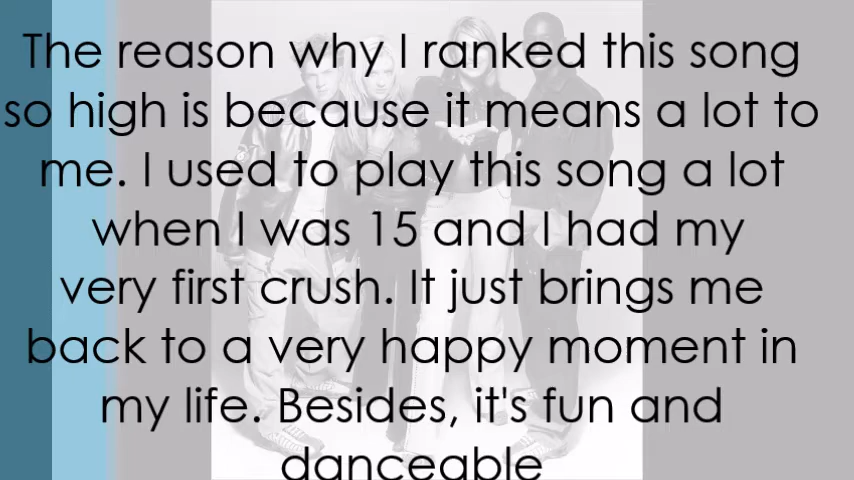 The reason why I ranked this song
so high is because it means a lot to
me. I used to play this song a lot
when I was 15 and I had my
very first crush. It just brings me
back to a very happy moment in
my life. Besides, it's fun and
danceable